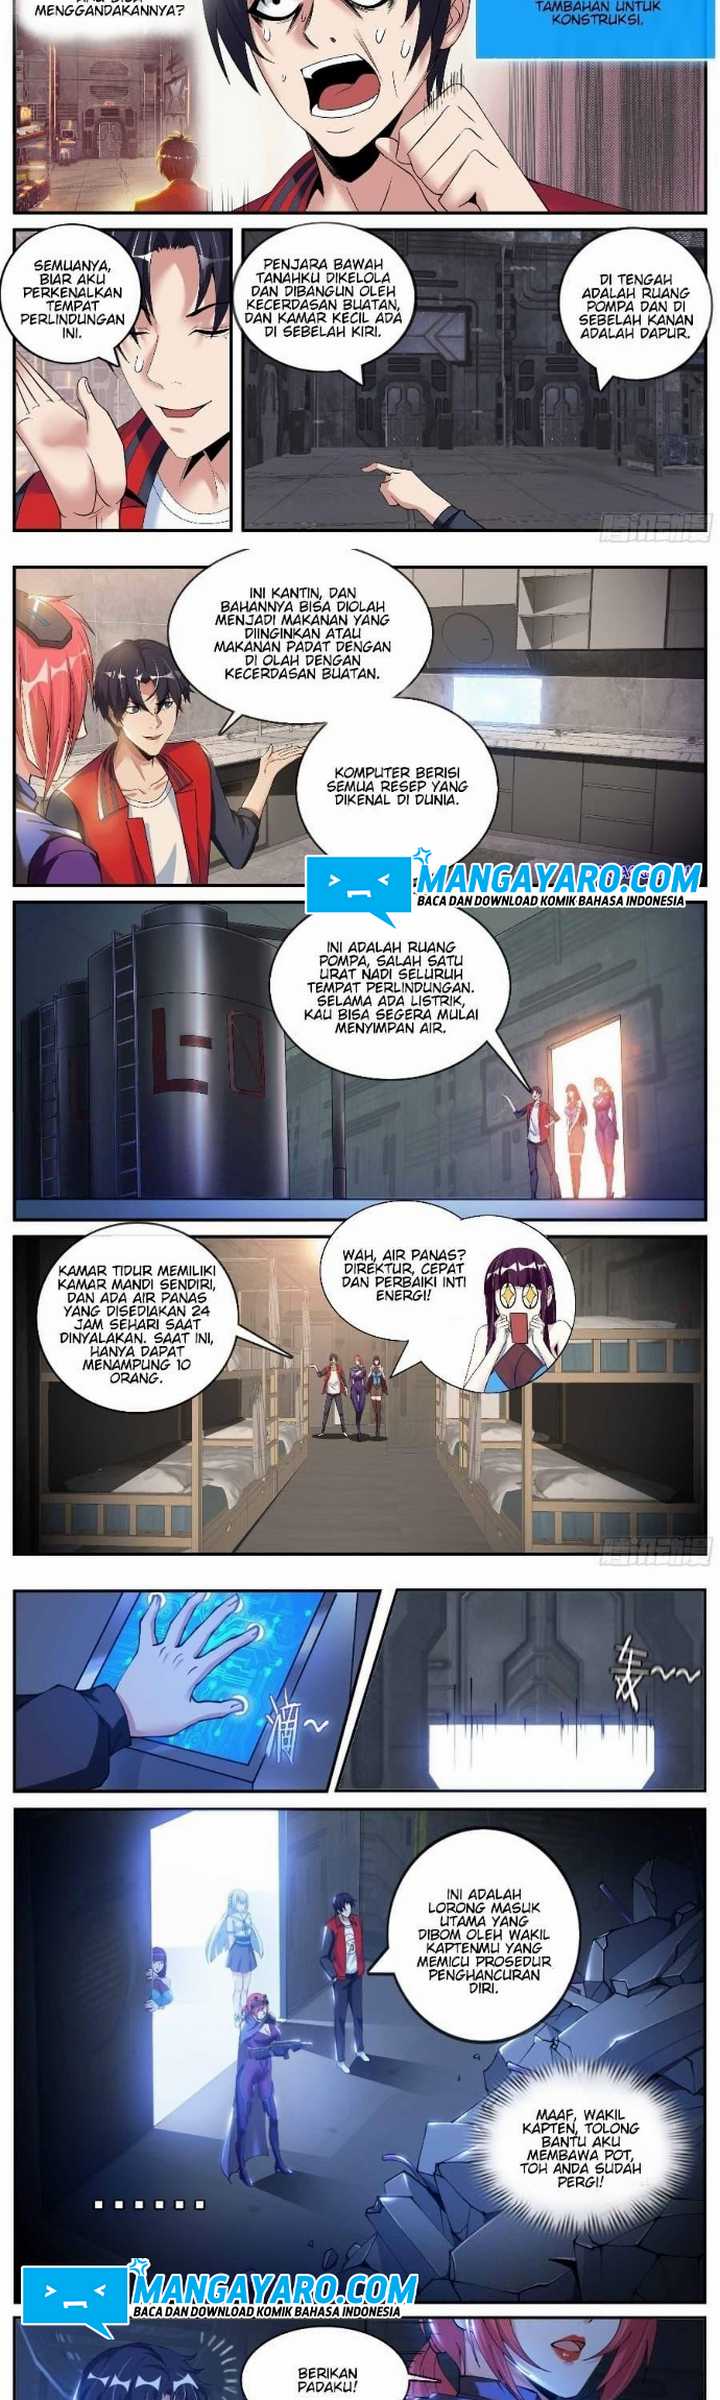 MENGGANDAKANNYA?
TAMBAHAN UNTUK
KONSTRUKSI.
SEMUANYA,
BIAR AKU
PERKENALKAN
TEMPAT
PERLINDUNGAN
INI.
PENJARA BAWAH
TANAHKU DIKELOLA
DAN DIBANGUN OLEH
KECERDASAN BUATAN,
DAN KAMAR KECIL ADA
DI SEBELAH KIRI.
DI TENGAH
ADALAH RUANG
POMPA DAN DI
SEBELAH KANAN
ADALAH DAPUR.
INI KANTIN, DAN
BAHANNYA BISA DIOLAH
MENJADI MAKANAN YANG
DIINGINKAN ATAU
MAKANAN PADAT DENGAN
DI OLAH DENGAN
KECERDASAN BUATAN.
KOMPUTER BERISI
SEMUA RESEP YANG
DIKENAL DI DUNIA.
MANGAYARO.COM
BACA DAN DOWNLOAD KOMIK BAHASA INDONESIA
INI ADALAH RUANG
POMPA, SALAH SATU
URAT NADI SELURUH
TEMPAT PERLINDUNGAN.
SELAMA ADA LISTRIK,
KAU BISA SEGERA MULAI
MENYIMPAN AIR.
KAMAR TIDUR MEMILIKI
KAMAR MANDI SENDIRI,
DAN ADA AIR PANAS
YANG DISEDIAKAN 24
JAM SEHARI SAAT
DINYALAKAN. SAAT INI,
HANYA DAPAT
MENAMPUNG 10
ORANG.
WAH, AIR PANAS?
DIREKTUR, CEPAT
DAN PERBAIKI INTI
ENERGI!
滴~
轰~~
INI ADALAH
LORONG MASUK
UTAMA YANG
DIBOM OLEH WAKIL
KAPTENMU YANG
MEMICU PROSEDUR
PENGHANCURAN
DIRI.
MAAF, WAKIL
KAPTEN, TOLONG
BANTU AKU
MEMBAWA POT,
TOH ANDA SUDAH
PERGI!
......
MANGAYARO.COM
BACA DAN DOWNLOAD KOMIK BAHASA INDONESIA
BERIKAN
PADAKU!